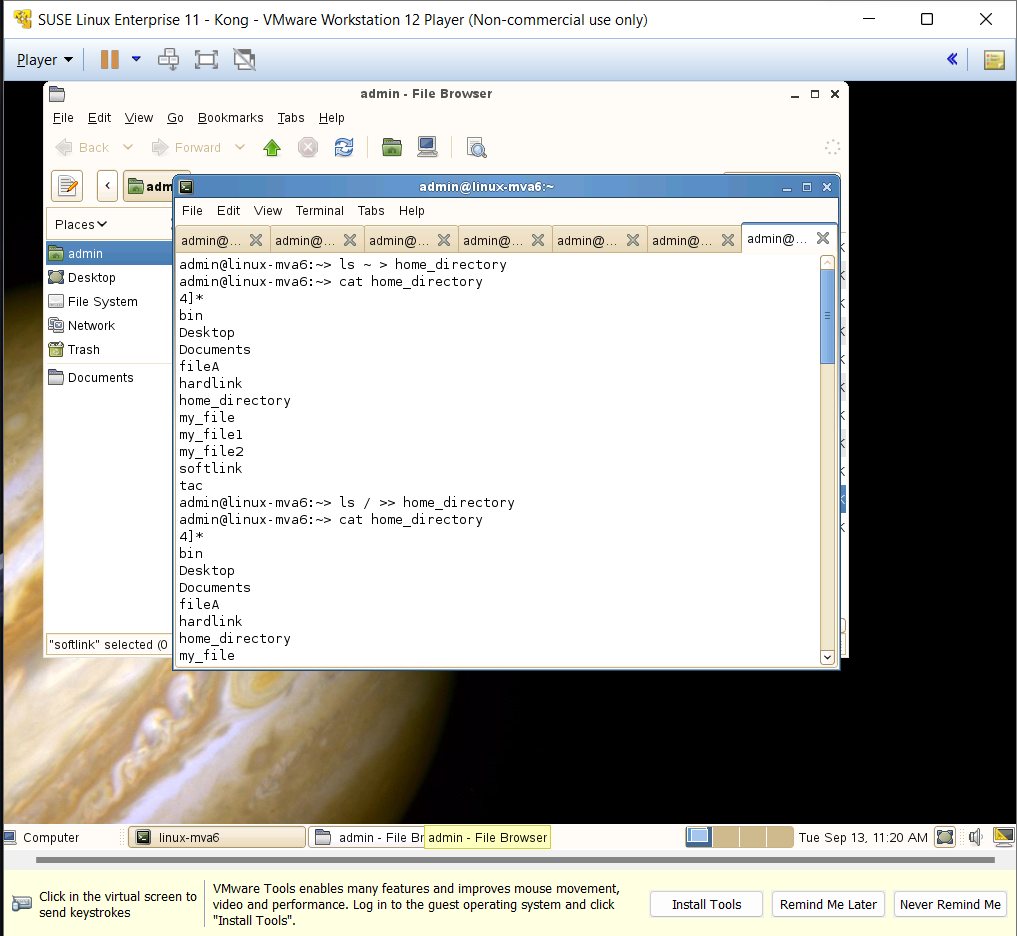 SUSE Linux Enterprise 11 - Kong - VMware Workstation 12 Player (Non-commercial use only)
Player
admin - File Browser
File Edit View Go Bookmarks Tabs Help
Back Forward
adm
admin@linux-mva6:~
File Edit View Terminal Tabs Help
admin@... admin@... admin@... admin@... admin@... admin@... admin@...
Places
admin
Desktop
File System
Network
Trash
Documents
"softlink" selected (0
admin@linux-mva6:~> ls ~ > home_directory
admin@linux-mva6:~> cat home_directory
4]*
bin
Desktop
Documents
fileA
hardlink
home_directory
my_file
my_file1
my_file2
softlink
tac
admin@linux-mva6:~> ls / >> home_directory
admin@linux-mva6:~> cat home_directory
4]*
bin
Desktop
Documents
fileA
hardlink
home_directory
my_file
Computer
linux-mva6
admin - File Br
admin - File Browser
Tue Sep 13, 11:20 AM
Click in the virtual screen to
send keystrokes
VMware Tools enables many features and improves mouse movement,
video and performance. Log in to the guest operating system and click
"Install Tools".
Install Tools
Remind Me Later
Never Remind Me